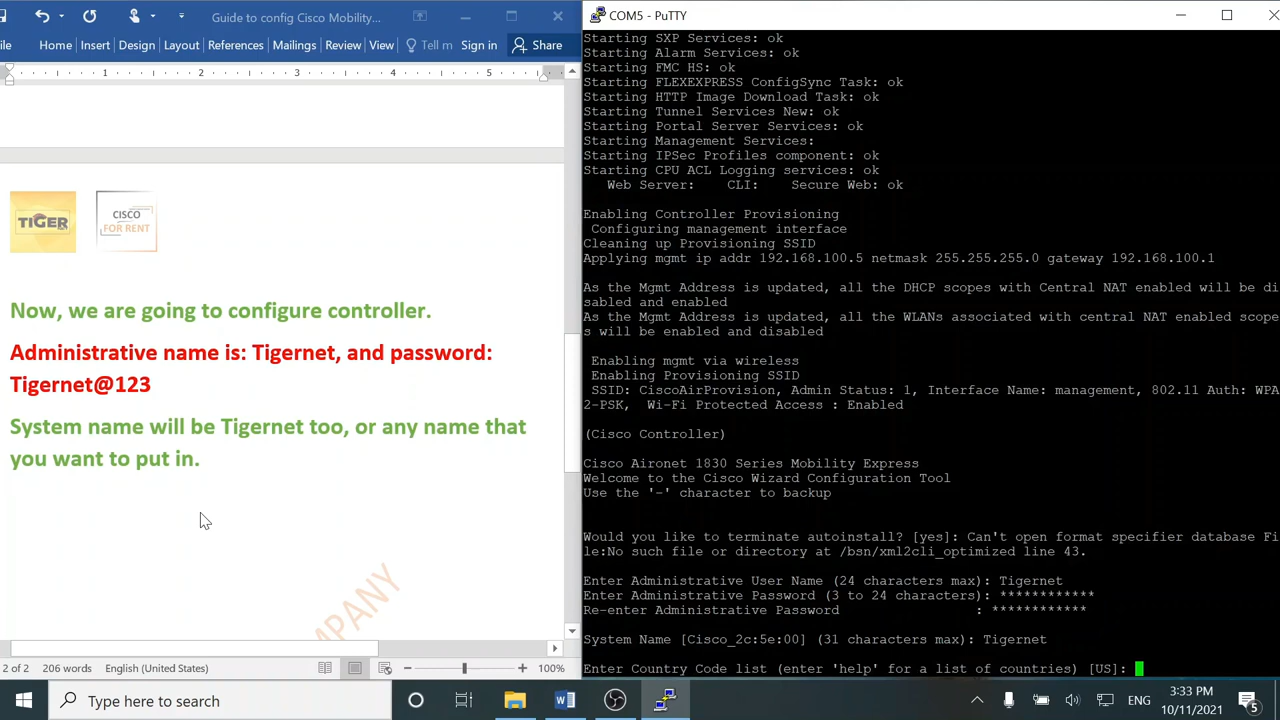 Guide to config Cisco Mobility...
Home Insert Design Layout References Mailings Review View Tell m Sign in Share
1 2 3 4 5
TIGER
CISCO
FOR RENT
Now, we are going to configure controller.
Administrative name is: Tigernet, and password:
Tigernet@123
System name will be Tigernet too, or any name that
you want to put in.
MPANY
2 of 2 206 words English (United States) 100%
COM5 - PuTTY
Starting SXP Services: ok
Starting Alarm Services: ok
Starting FMC HS: ok
Starting FLEXEXPRESS ConfigSync Task: ok
Starting HTTP Image Download Task: ok
Starting Tunnel Services New: ok
Starting Portal Server Services: ok
Starting Management Services:
Starting IPSec Profiles component: ok
Starting CPU ACL Logging services: ok
Web Server: CLI: Secure Web: ok
Enabling Controller Provisioning
Configuring management interface
Cleaning up Provisioning SSID
Applying mgmt ip addr 192.168.100.5 netmask 255.255.255.0 gateway 192.168.100.1
As the Mgmt Address is updated, all the DHCP scopes with Central NAT enabled will be di
sabled and enabled
As the Mgmt Address is updated, all the WLANs associated with central NAT enabled scope
s will be enabled and disabled
Enabling mgmt via wireless
Enabling Provisioning SSID
SSID: CiscoAirProvision, Admin Status: 1, Interface Name: management, 802.11 Auth: WPA
2-PSK, Wi-Fi Protected Access : Enabled
(Cisco Controller)
Cisco Aironet 1830 Series Mobility Express
Welcome to the Cisco Wizard Configuration Tool
Use the '-' character to backup
Would you like to terminate autoinstall? [yes]: Can't open format specifier database Fi
le:No such file or directory at /bsn/xml2cli_optimized line 43.
Enter Administrative User Name (24 characters max): Tigernet
Enter Administrative Password (3 to 24 characters): ************
Re-enter Administrative Password : ************
System Name [Cisco_2c:5e:00] (31 characters max): Tigernet
Enter Country Code list (enter 'help' for a list of countries) [US]:
Type here to search
ENG
3:33 PM
10/11/2021
5